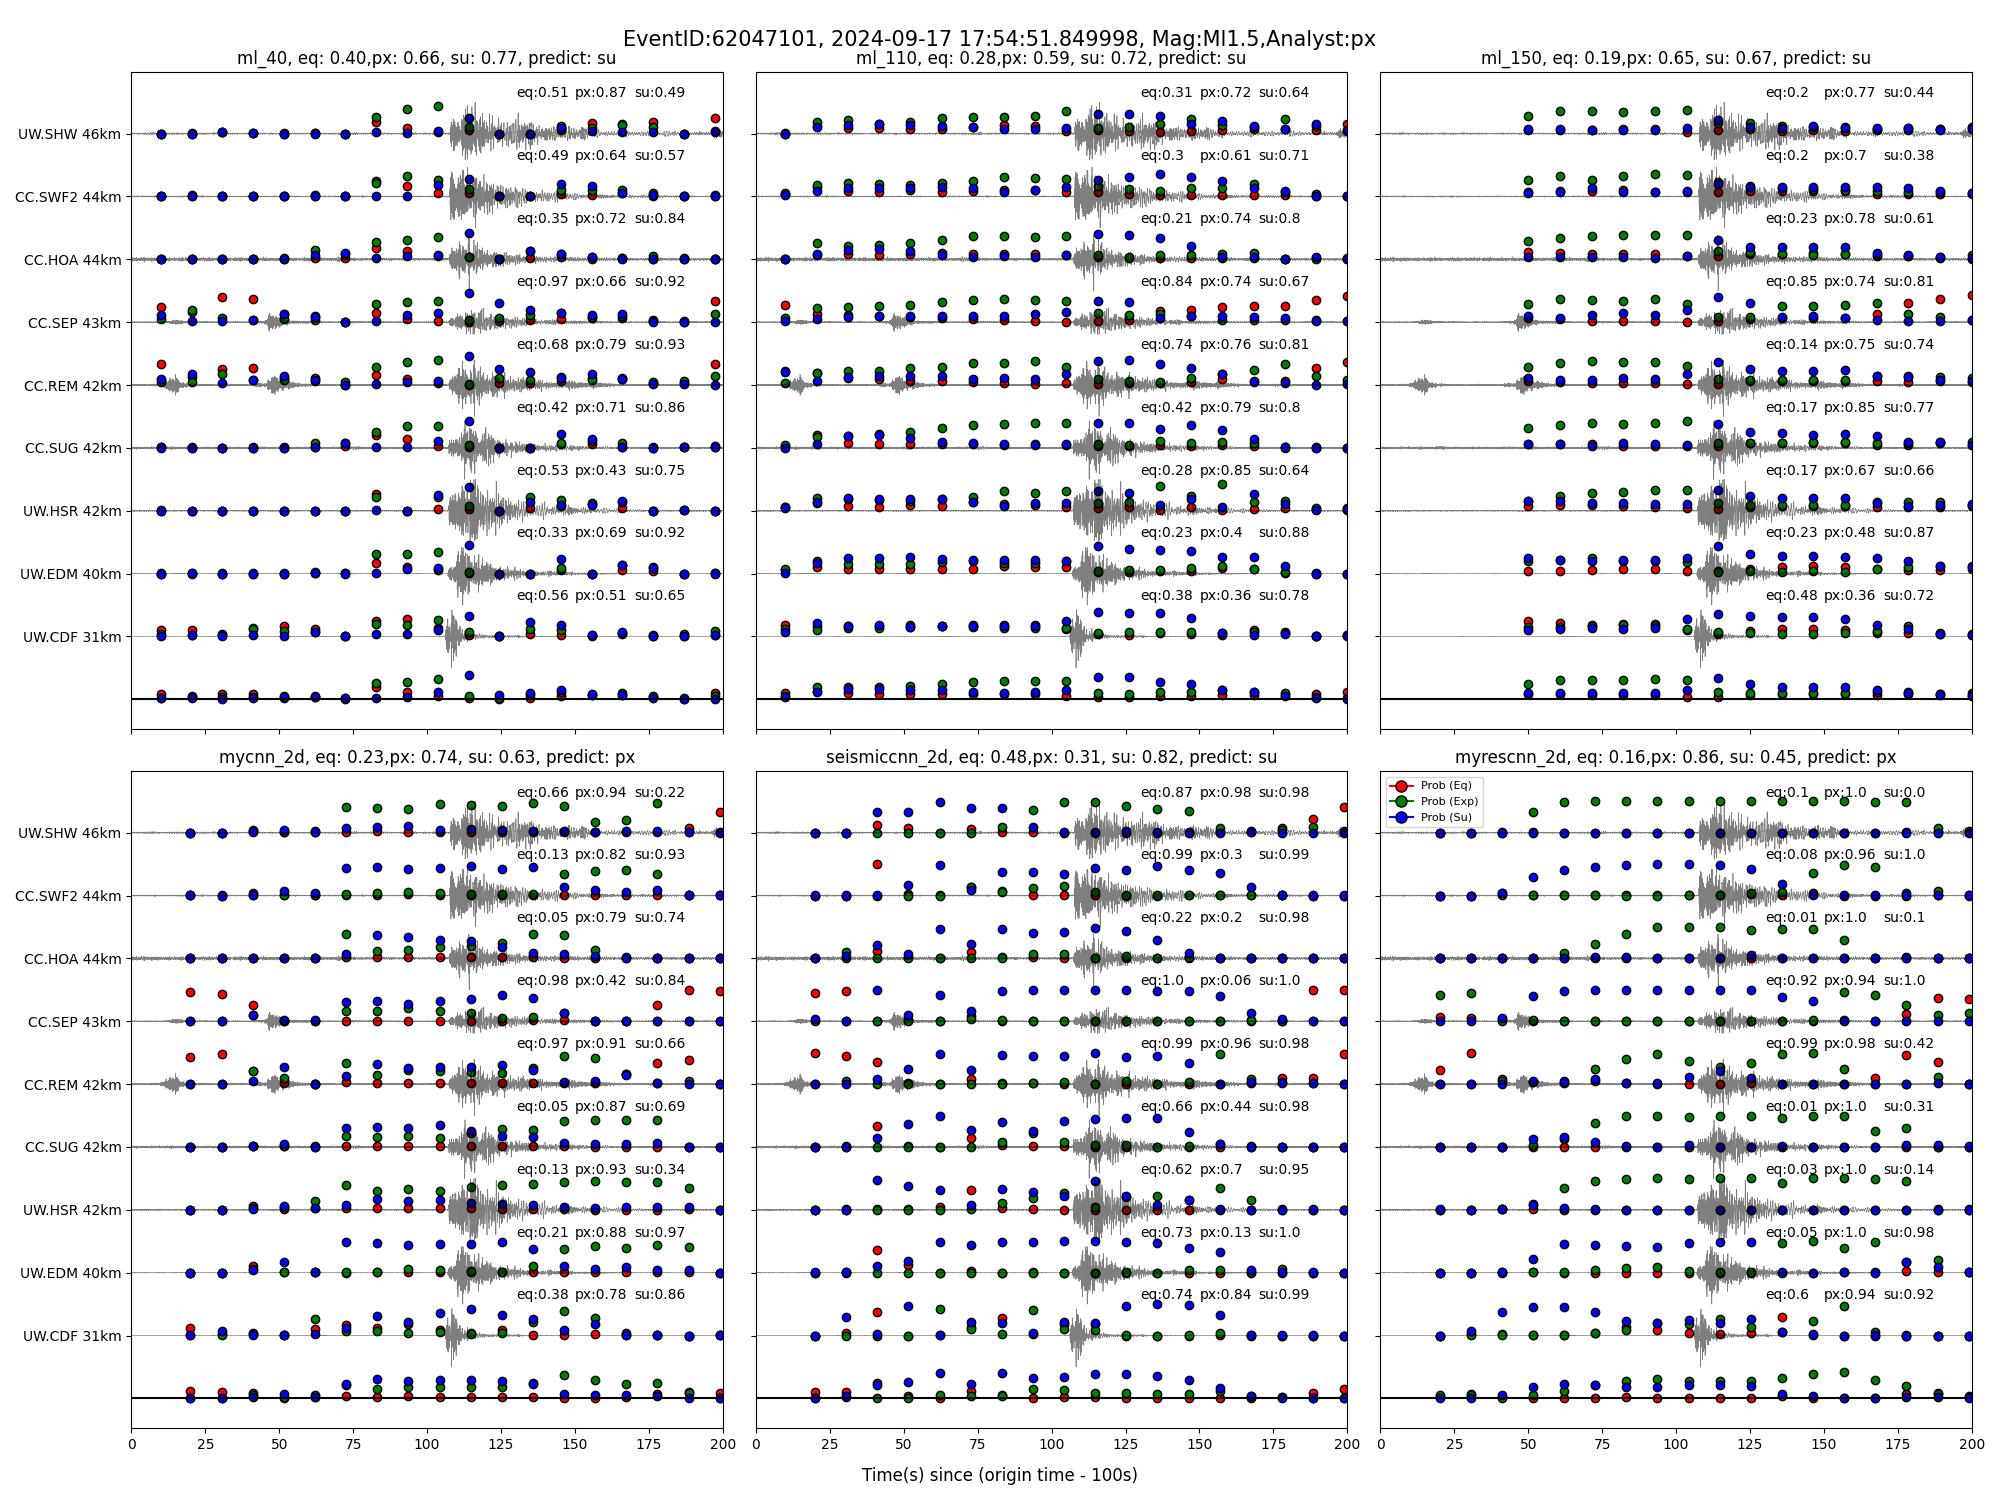 EventID:62047101, 2024-09-17 17:54:51.849998, Mag:Ml1.5,Analyst:px
ml_40, eq: 0.40,px: 0.66, su: 0.77, predict: su
UW.SHW 46km
eq:0.51 px:0.87 su:0.49
CC.SWF2 44km
eq:0.49 px:0.64 su:0.57
CC.HOA 44km
eq:0.35 px:0.72 su:0.84
CC.SEP 43km
eq:0.97 px:0.66 su:0.92
CC.REM 42km
eq:0.68 px:0.79 su:0.93
CC.SUG 42km
eq:0.42 px:0.71 su:0.86
UW.HSR 42km
eq:0.53 px:0.43 su:0.75
UW.EDM 40km
eq:0.33 px:0.69 su:0.92
UW.CDF 31km
eq:0.56 px:0.51 su:0.65
ml_110, eq: 0.28,px: 0.59, su: 0.72, predict: su
eq:0.31 px:0.72 su:0.64
eq:0.3 px:0.61 su:0.71
eq:0.21 px:0.74 su:0.8
eq:0.84 px:0.74 su:0.67
eq:0.74 px:0.76 su:0.81
eq:0.42 px:0.79 su:0.8
eq:0.28 px:0.85 su:0.64
eq:0.23 px:0.4 su:0.88
eq:0.38 px:0.36 su:0.78
ml_150, eq: 0.19,px: 0.65, su: 0.67, predict: su
eq:0.2 px:0.77 su:0.44
eq:0.2 px:0.7 su:0.38
eq:0.23 px:0.78 su:0.61
eq:0.85 px:0.74 su:0.81
eq:0.14 px:0.75 su:0.74
eq:0.17 px:0.85 su:0.77
eq:0.17 px:0.67 su:0.66
eq:0.23 px:0.48 su:0.87
eq:0.48 px:0.36 su:0.72
mycnn_2d, eq: 0.23,px: 0.74, su: 0.63, predict: px
UW.SHW 46km
eq:0.66 px:0.94 su:0.22
CC.SWF2 44km
eq:0.13 px:0.82 su:0.93
CC.HOA 44km
eq:0.05 px:0.79 su:0.74
CC.SEP 43km
eq:0.98 px:0.42 su:0.84
CC.REM 42km
eq:0.97 px:0.91 su:0.66
CC.SUG 42km
eq:0.05 px:0.87 su:0.69
UW.HSR 42km
eq:0.13 px:0.93 su:0.34
UW.EDM 40km
eq:0.21 px:0.88 su:0.97
UW.CDF 31km
eq:0.38 px:0.78 su:0.86
0 25 50 75 100 125 150 175 200
seismiccnn_2d, eq: 0.48,px: 0.31, su: 0.82, predict: su
eq:0.87 px:0.98 su:0.98
eq:0.99 px:0.3 su:0.99
eq:0.22 px:0.2 su:0.98
eq:1.0 px:0.06 su:1.0
eq:0.99 px:0.96 su:0.98
eq:0.66 px:0.44 su:0.98
eq:0.62 px:0.7 su:0.95
eq:0.73 px:0.13 su:1.0
eq:0.74 px:0.84 su:0.99
0 25 50 75 100 125 150 175 200
myrescnn_2d, eq: 0.16,px: 0.86, su: 0.45, predict: px
Prob (Eq)
Prob (Exp)
Prob (Su)
eq:0.1 px:1.0 su:0.0
eq:0.08 px:0.96 su:1.0
eq:0.01 px:1.0 su:0.1
eq:0.92 px:0.94 su:1.0
eq:0.99 px:0.98 su:0.42
eq:0.01 px:1.0 su:0.31
eq:0.03 px:1.0 su:0.14
eq:0.05 px:1.0 su:0.98
eq:0.6 px:0.94 su:0.92
0 25 50 75 100 125 150 175 200
Time(s) since (origin time - 100s)